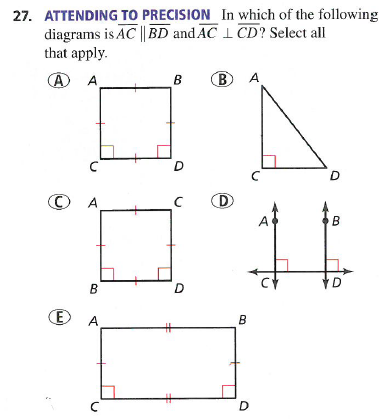 27. ATTENDING TO PRECISION In which of the following
diagrams is AC || BD and AC ⊥ CD? Select all
that apply.
A A B B A
C D C D
C A C D A B
B D C D
E A B
C D